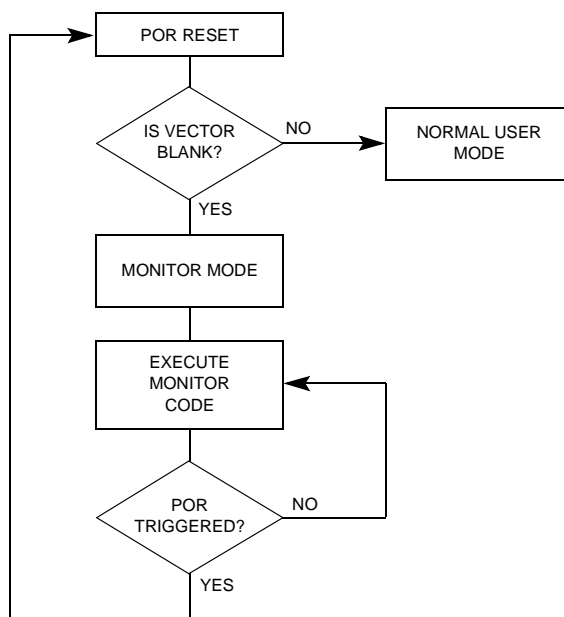 POR RESET
IS VECTOR
BLANK?
NO
NORMAL USER
MODE
YES
MONITOR MODE
EXECUTE
MONITOR
CODE
POR
TRIGGERED?
NO
YES